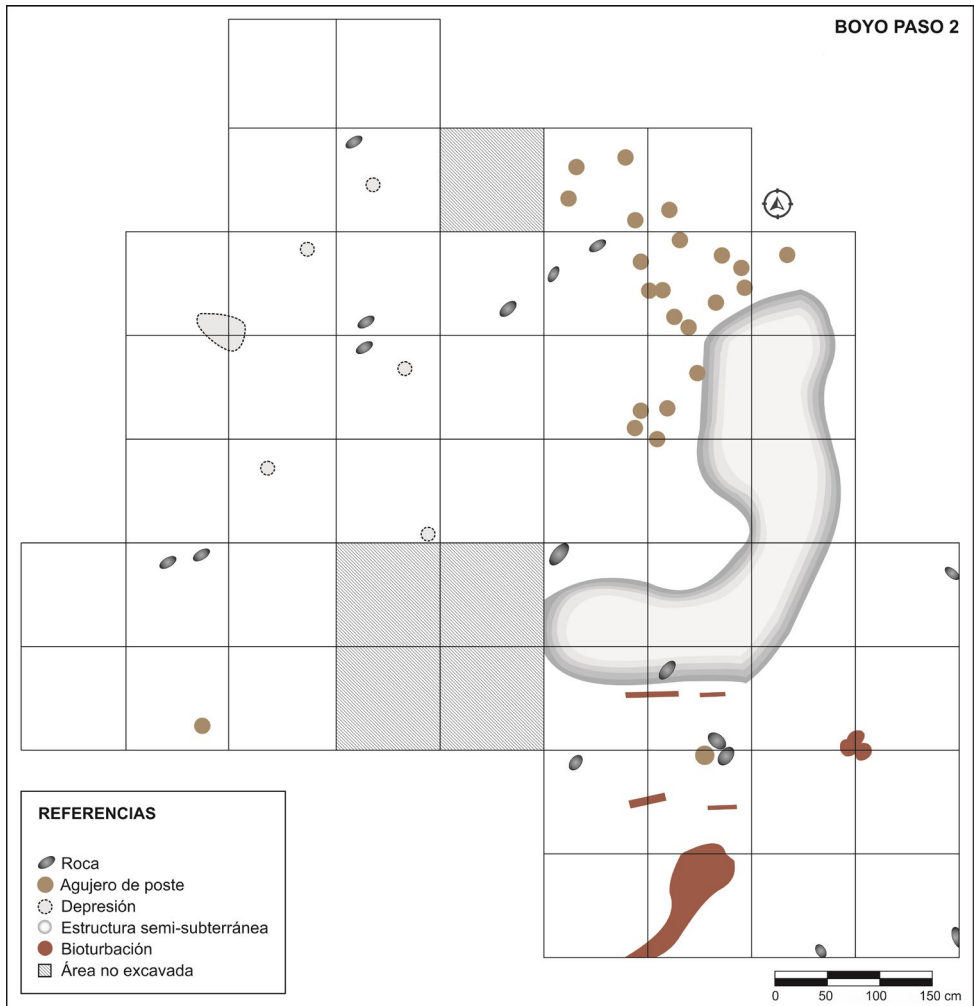 BOYO PASO 2
REFERENCIAS
Roca
Agujero de poste
Depresión
Estructura semi-subterránea
Bioturbación
Área no excavada
0 50 100 150 cm